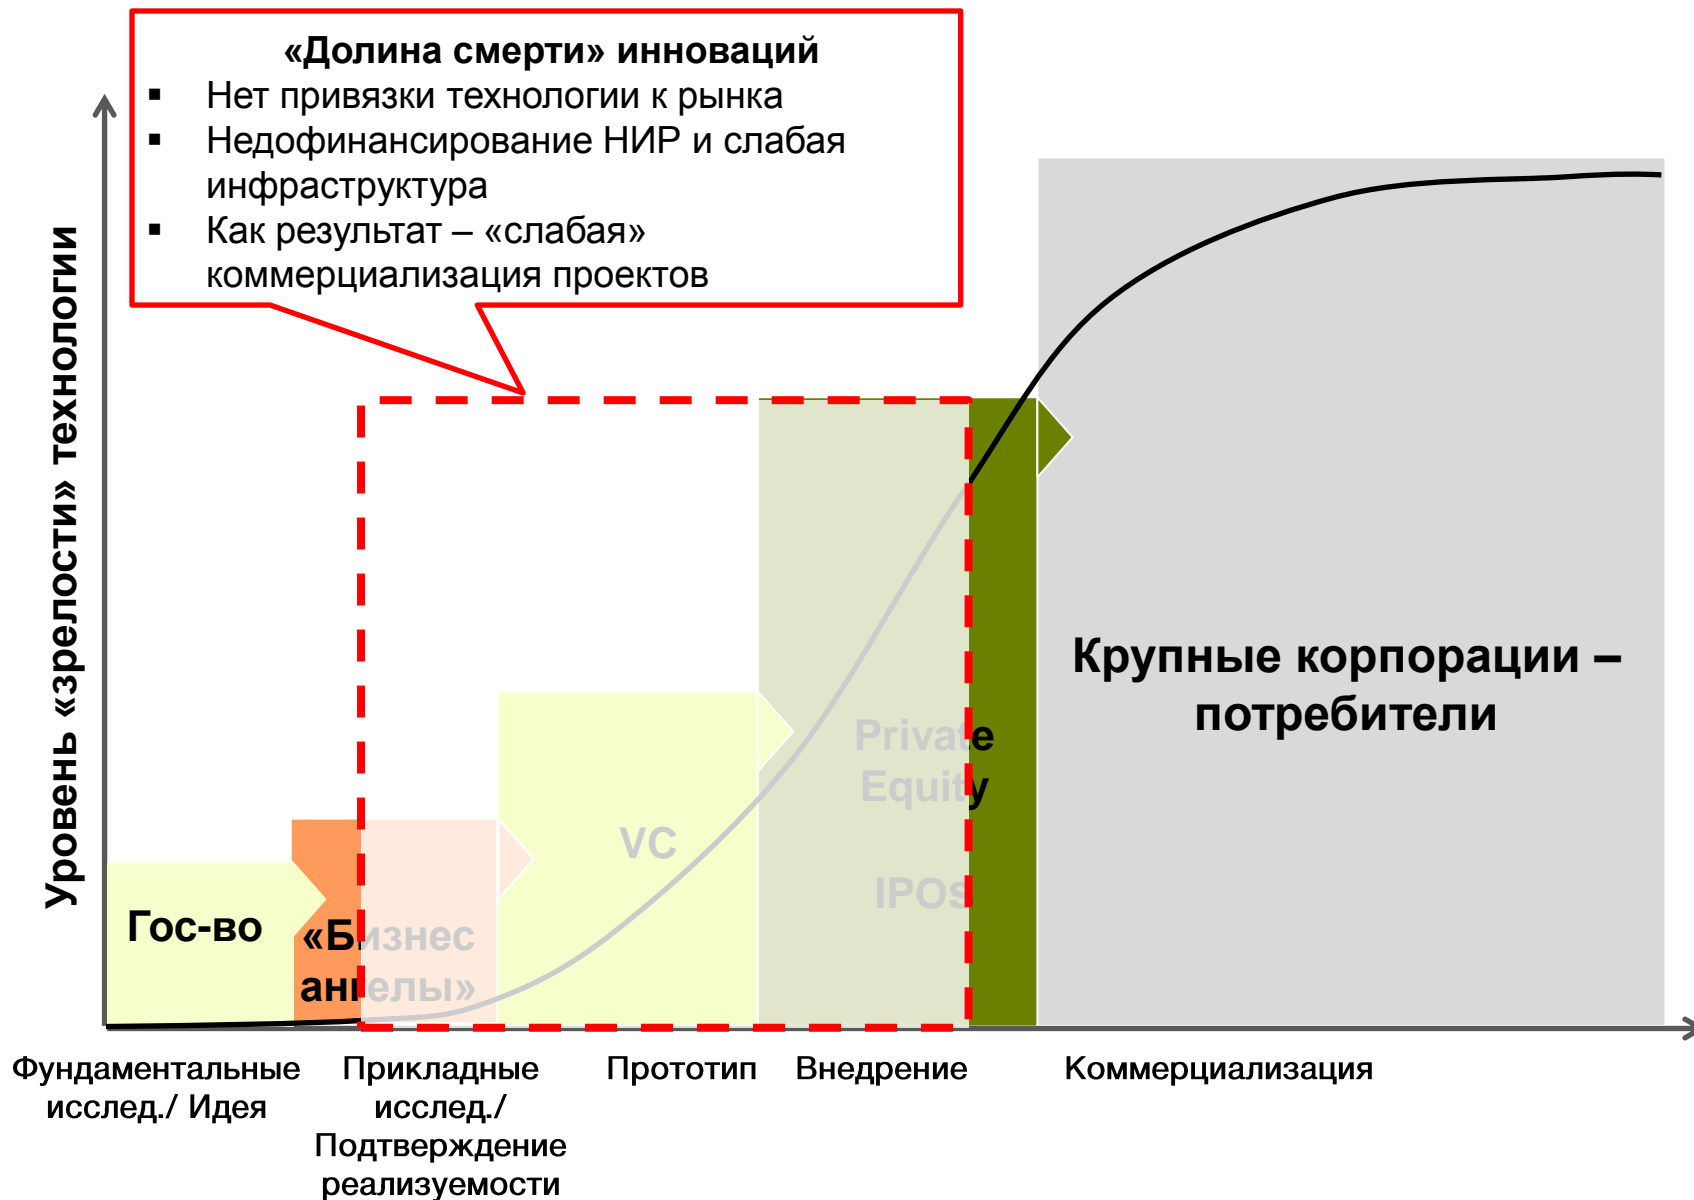 «Долина смерти» инноваций
▪ Нет привязки технологии к рынка
▪ Недофинансирование НИР и слабая
инфраструктура
▪ Как результат – «слабая»
коммерциализация проектов
Уровень «зрелости» технологии
Крупные корпорации –
потребители
Private
Equity
IPOs
VC
Гос-во
«Бизнес
ангелы»
Фундаментальные
исслед./ Идея
Прикладные
исслед./
Подтверждение
реализуемости
Прототип
Внедрение
Коммерциализация